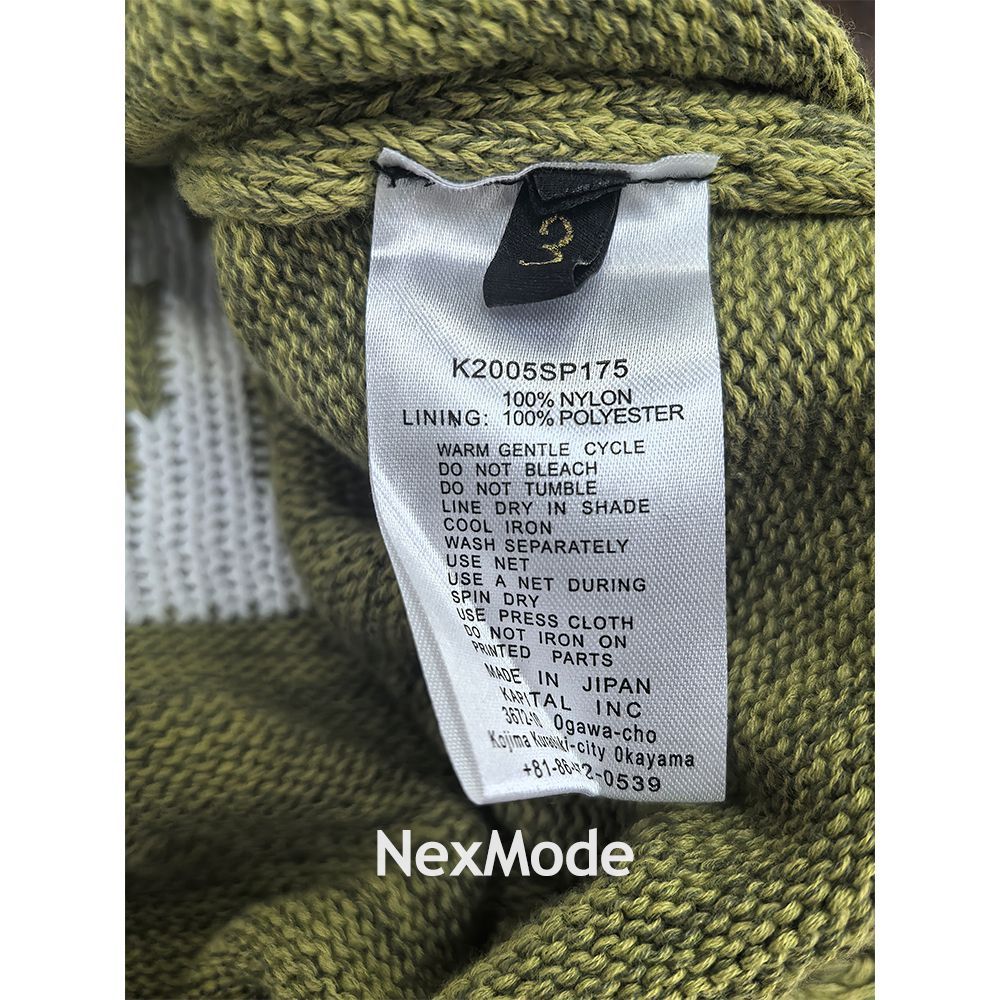 3
K2005SP175
100% NYLON
LINING: 100% POLYESTER
WARM GENTLE CYCLE
DO NOT BLEACH
DO NOT TUMBLE
LINE DRY IN SHADE
COOL IRON
WASH SEPARATELY
USE NET
USE A NET DURING
SPIN DRY
USE PRESS CLOTH
DO NOT IRON ON
PRINTED PARTS
MADE IN JIPAN
KAPITAL INC
Ogawa-cho
Kojima Kurashiki-city Okayama
NexMode